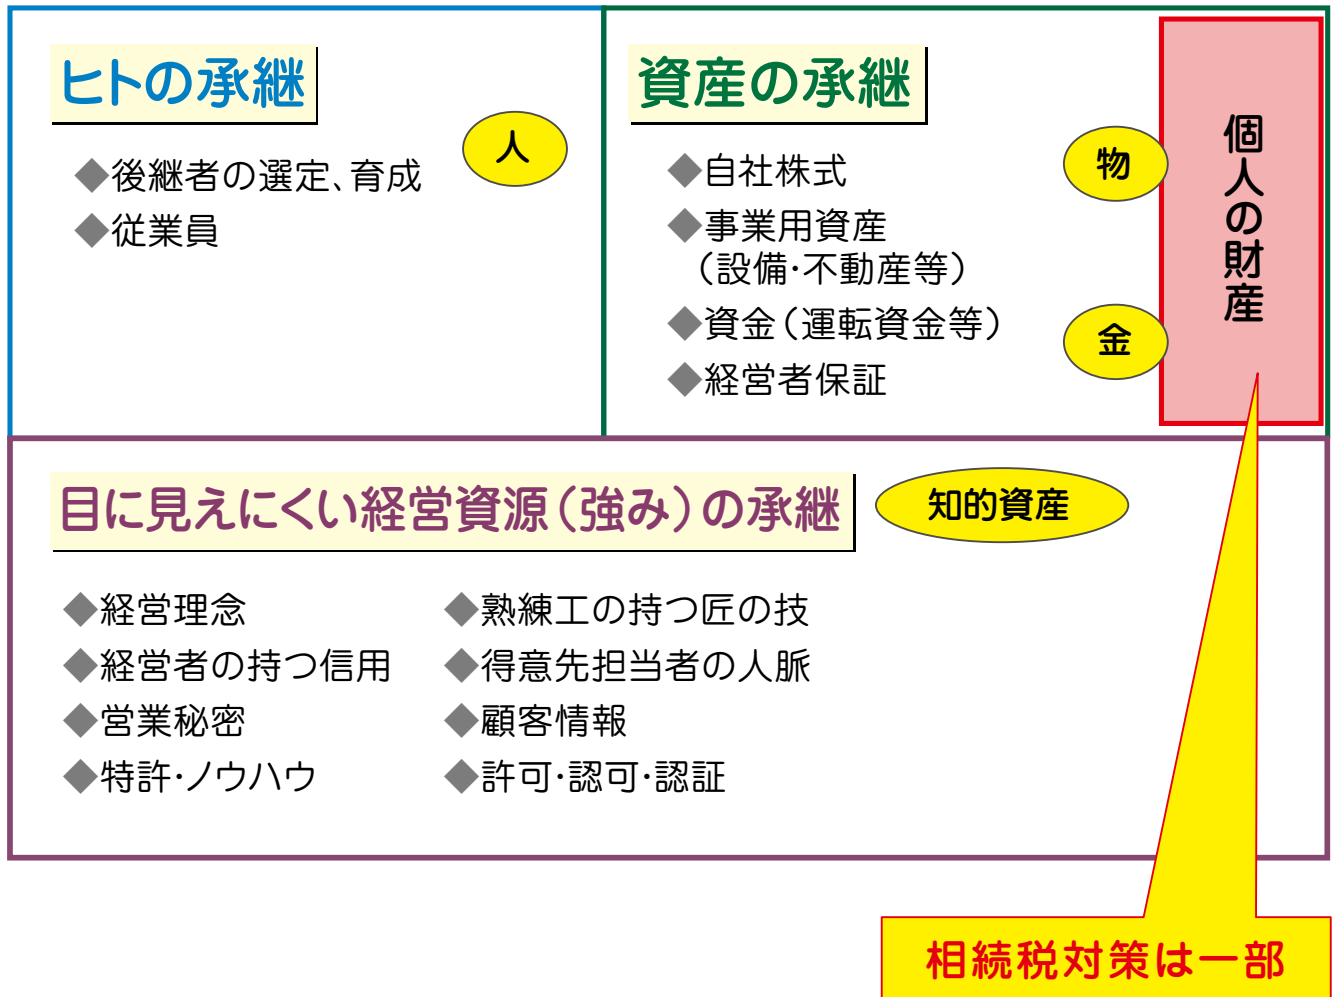 ヒトの承継
人
◆後継者の選定、育成
◆従業員
資産の承継
◆自社株式
◆事業用資産
（設備・不動産等）
◆資金（運転資金等）
◆経営者保証
物
金
個人の財産
目に見えにくい経営資源（強み）の承継
知的資産
◆経営理念
◆経営者の持つ信用
◆営業秘密
◆特許・ノウハウ
◆熟練工の持つ匠の技
◆得意先担当者の人脈
◆顧客情報
◆許可・認可・認証
相続税対策は一部